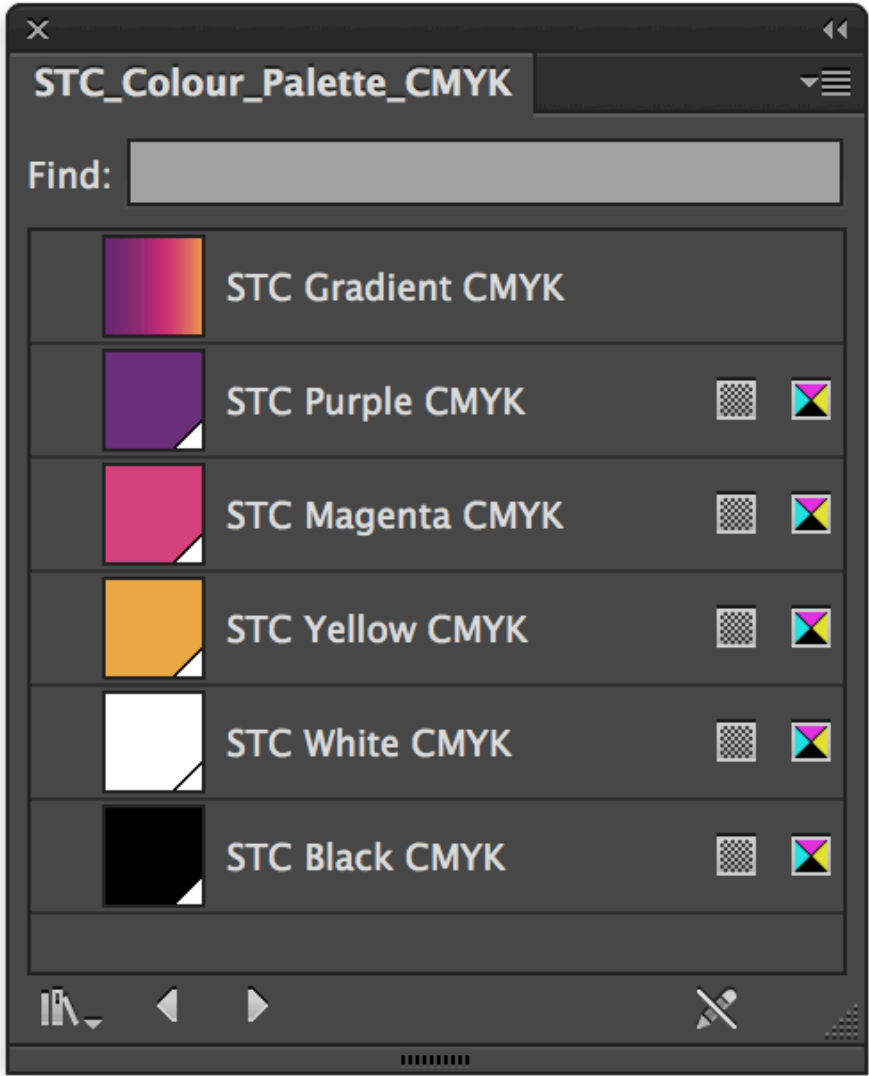 STC_Colour_Palette_CMYK
Find:
STC Gradient CMYK
STC Purple CMYK
STC Magenta CMYK
STC Yellow CMYK
STC White CMYK
STC Black CMYK